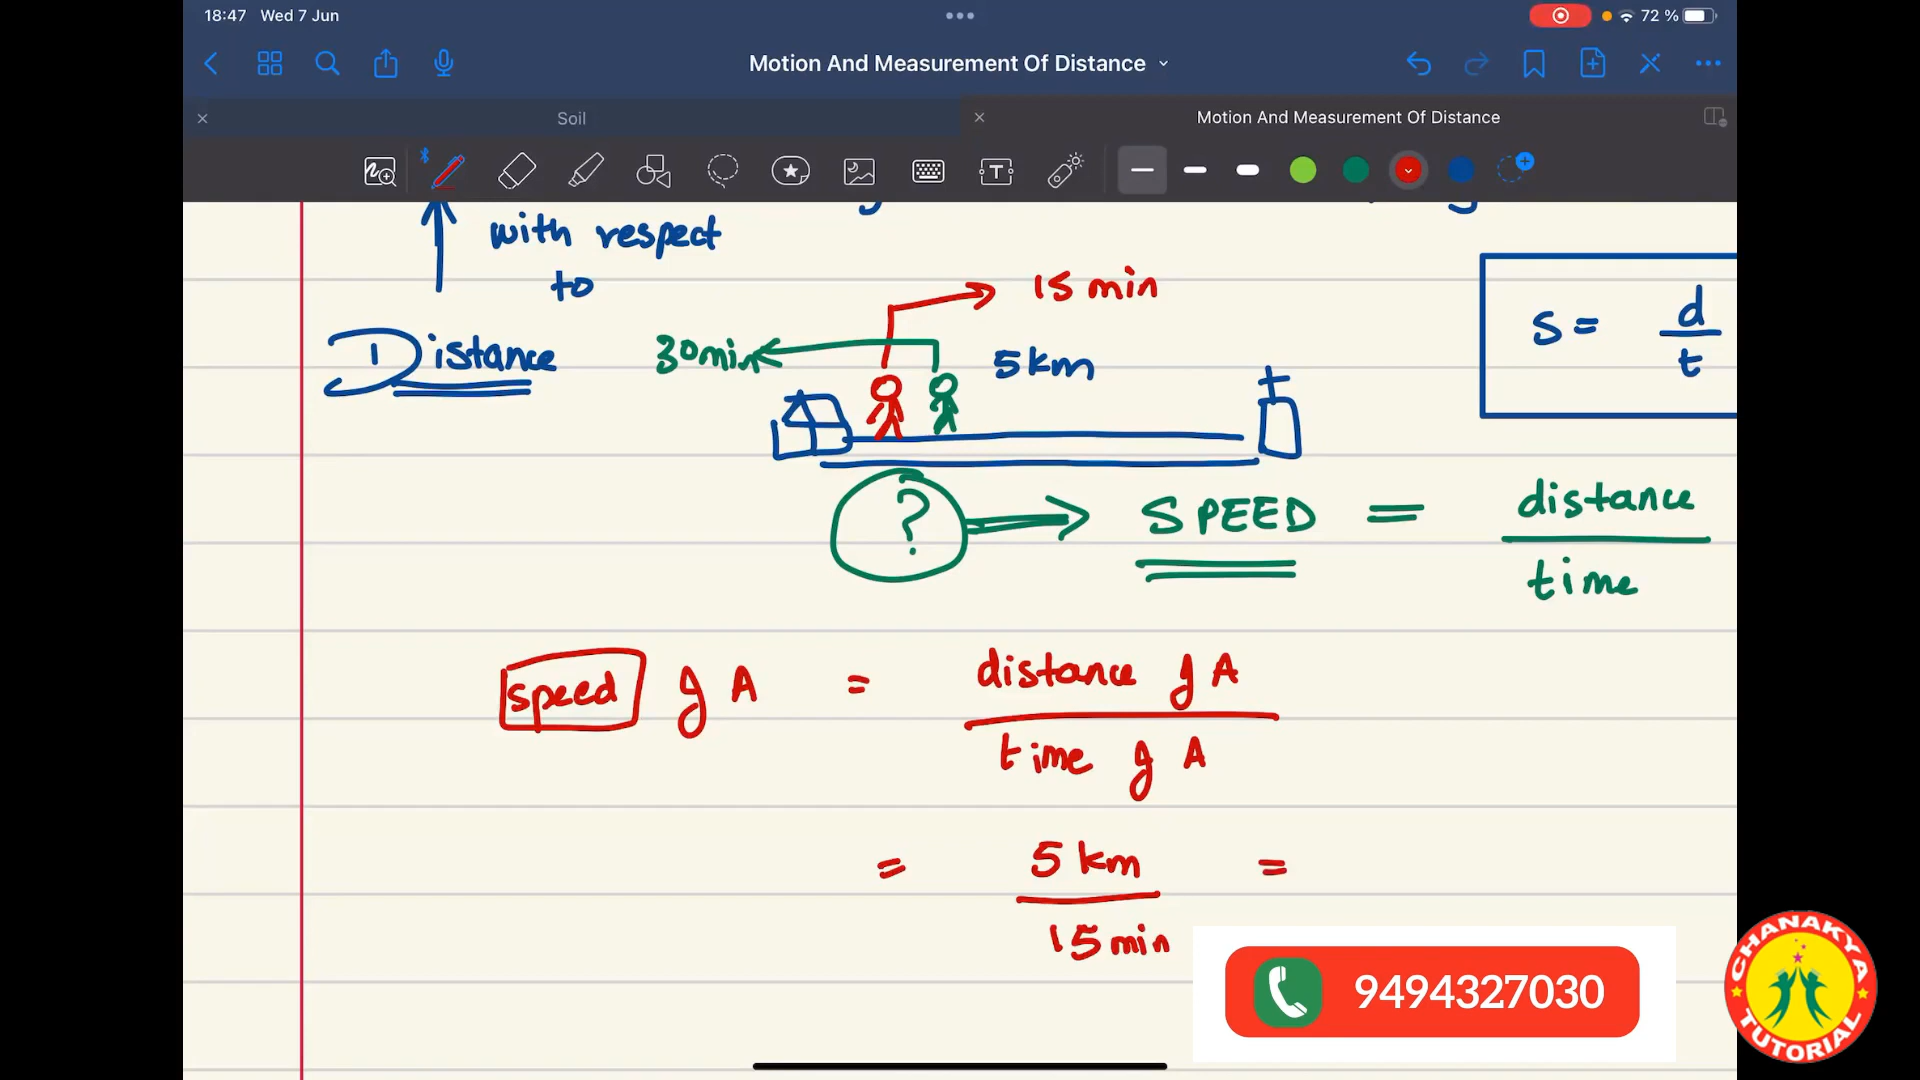 18:47 Wed 7 Jun
72 %
Motion And Measurement Of Distance
Soil
Motion And Measurement Of Distance
T
with respect
to
15 min
S = d
t
Distance
30min
5km
?
SPEED = distance
time
speed of A = distance of A
time of A
= 5 km =
15 min
9494327030
CHANAKYA
TUTORIAL